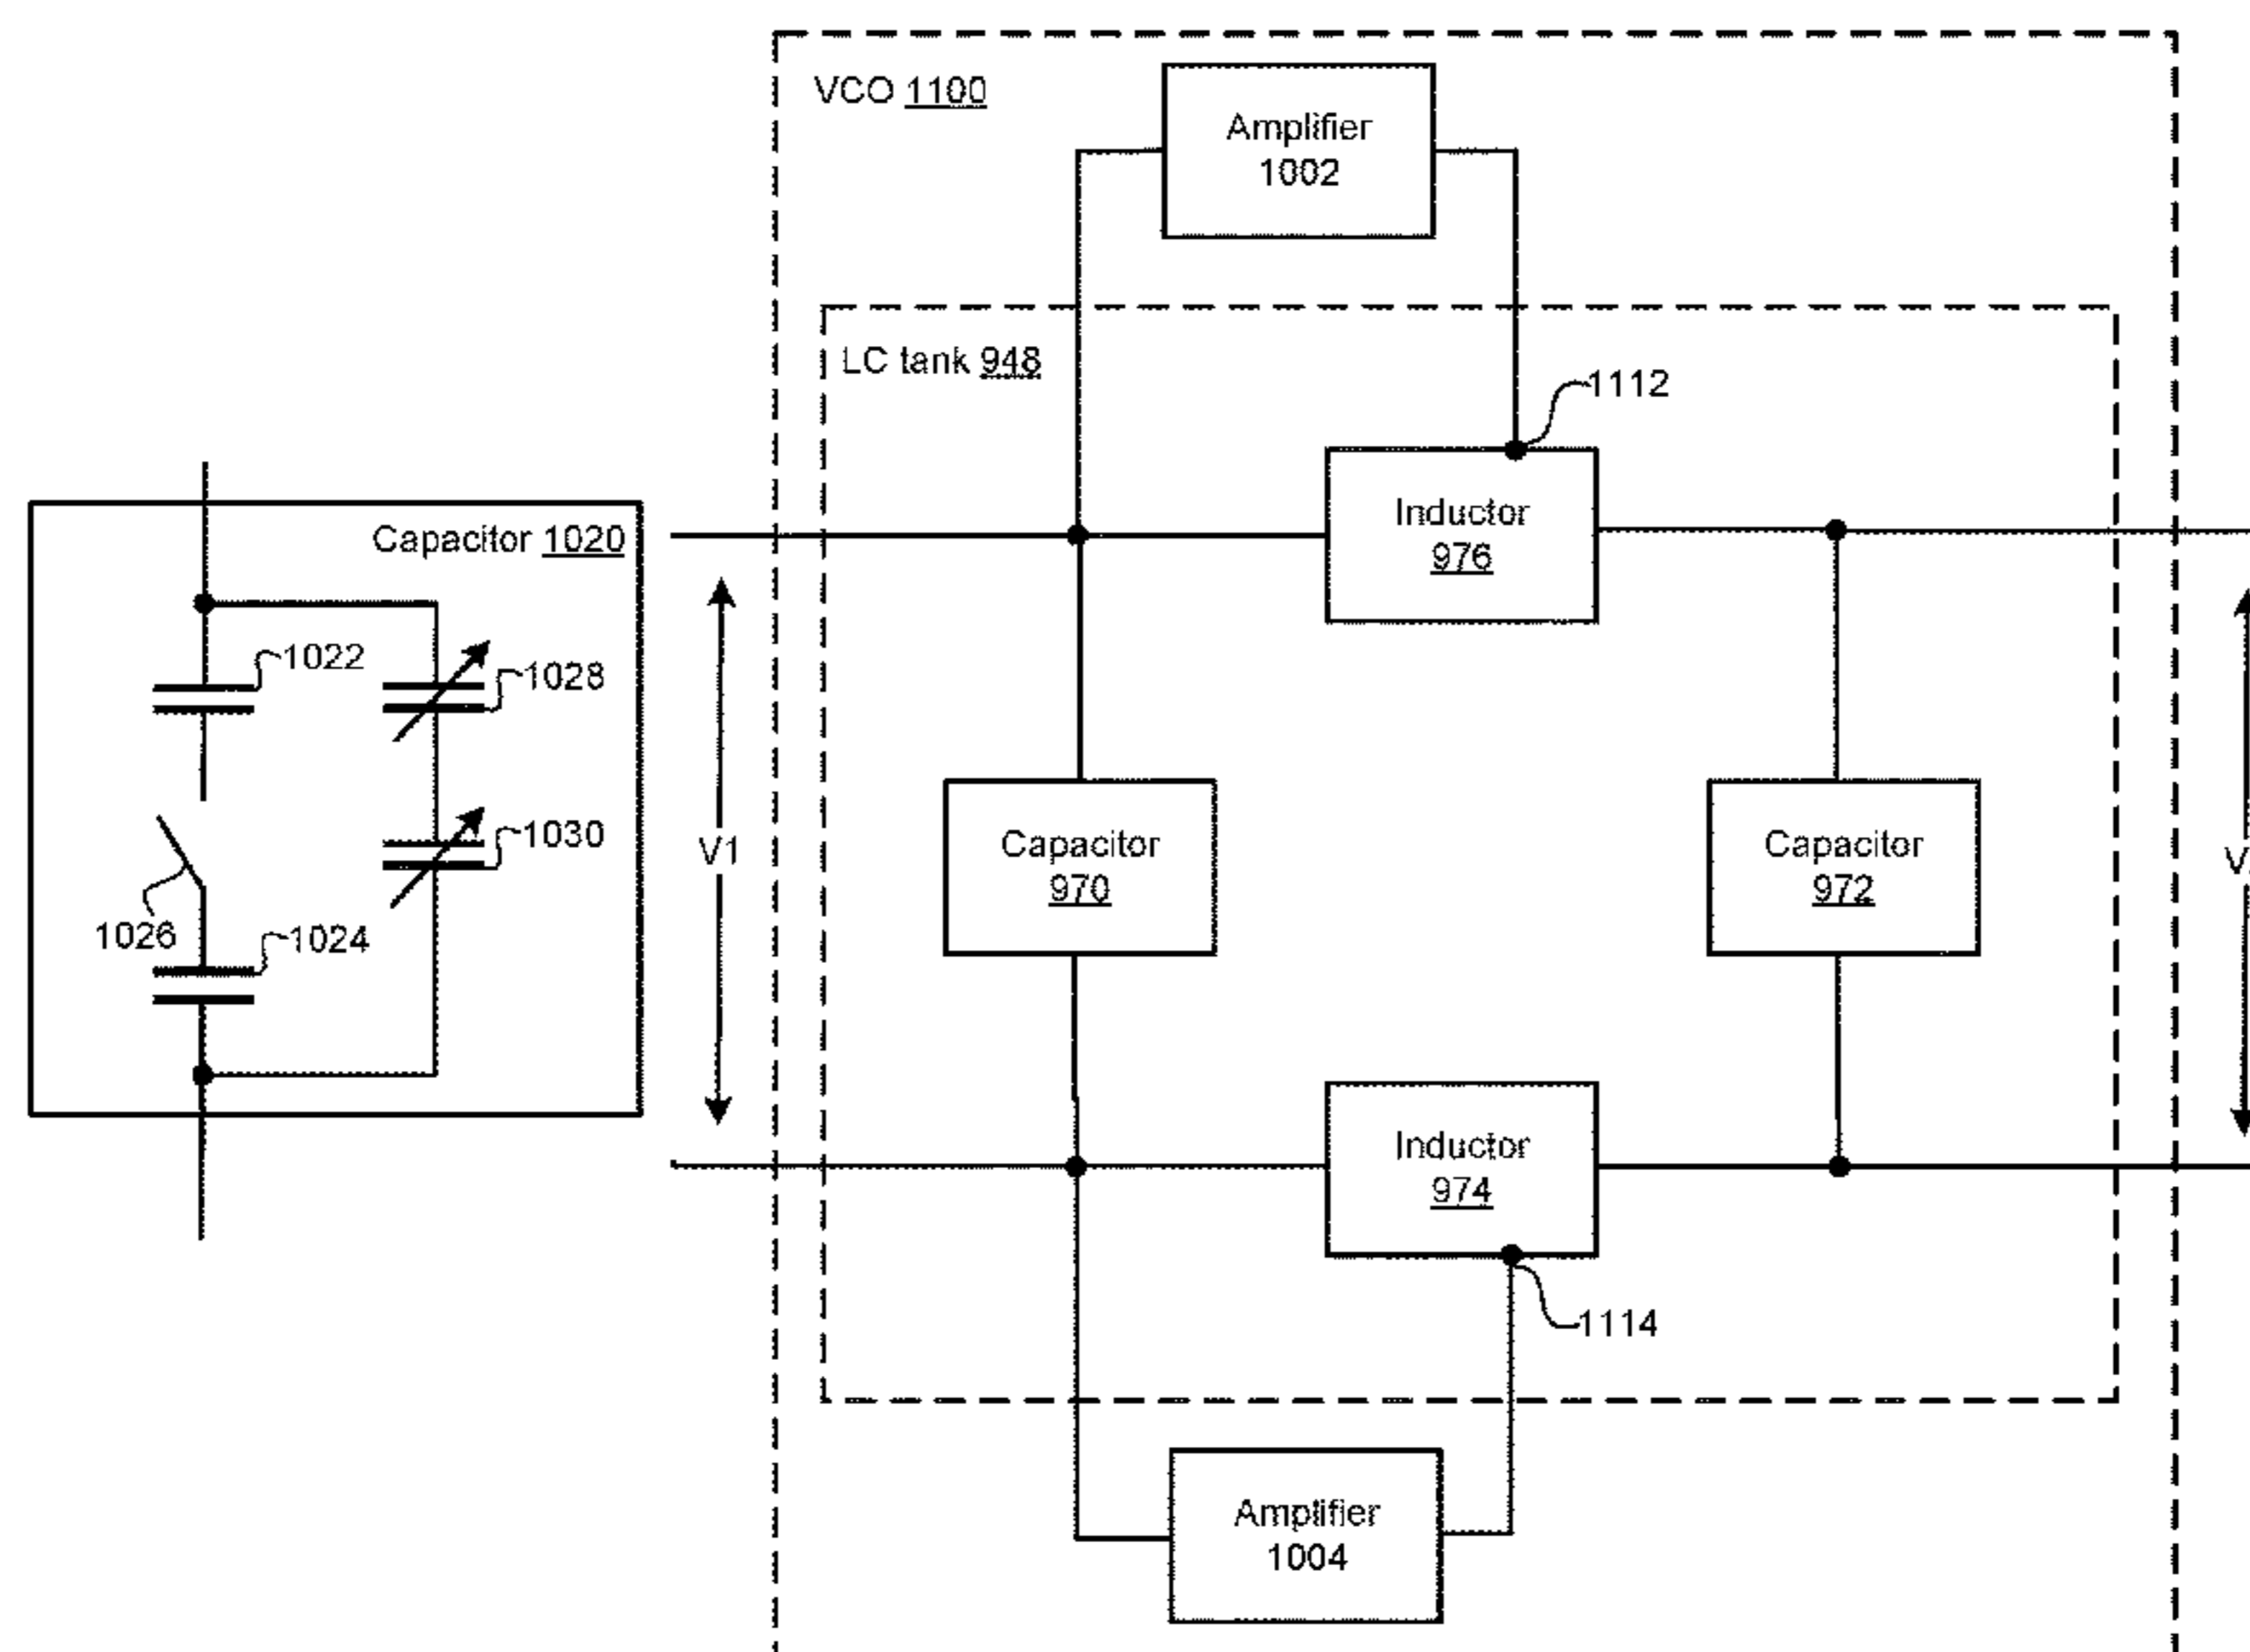 VCO 1100
Amplifier
1002
LC tank 948
1112
Inductor
976
Capacitor 1020
1022
1028
1030
1026
1024
V1
Capacitor
970
Capacitor
972
Inductor
974
1114
Amplifier
1004